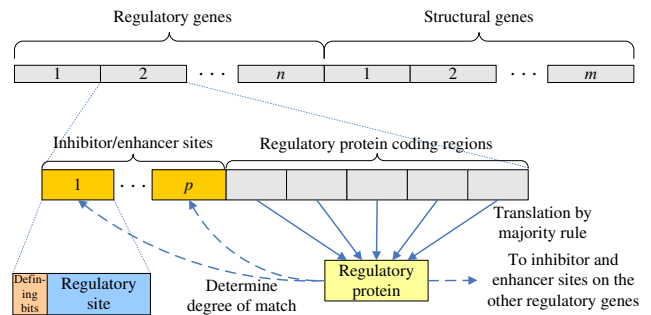 Regulatory genes Structural genes
1 2 · · · n 1 2 · · · m
Inhibitor/enhancer sites Regulatory protein coding regions
1 · · · p
Translation by
majority rule
Defin-
ing
bits
Regulatory
site
Determine
degree of match
Regulatory
protein
To inhibitor and
enhancer sites on the
other regulatory genes